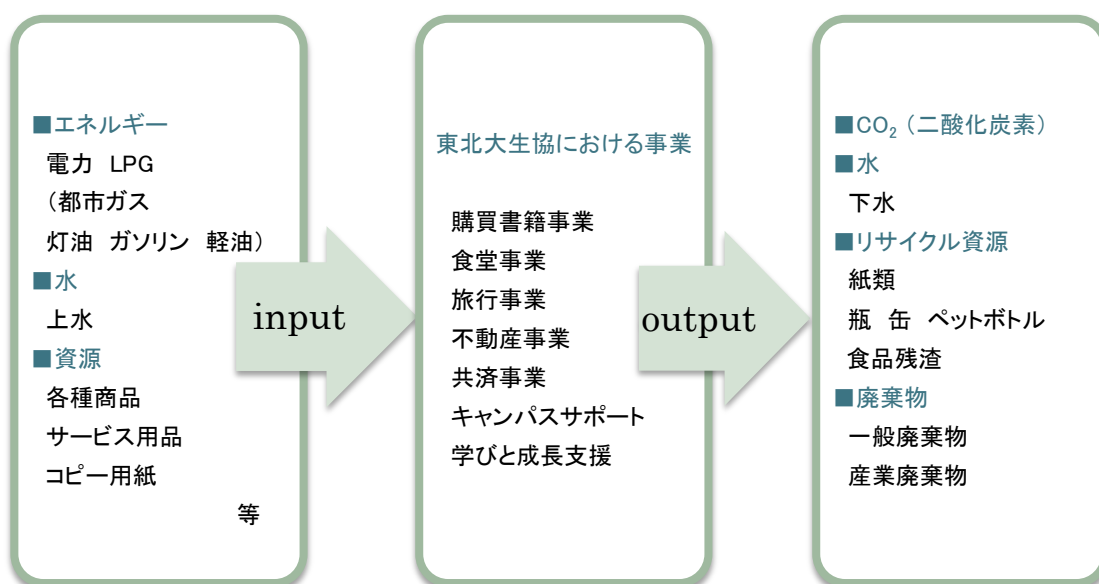 ■エネルギー
電力 LPG
（都市ガス
灯油 ガソリン 軽油）
■水
上水
■資源
各種商品
サービス用品
コピー用紙
等
input
東北大生協における事業
購買書籍事業
食堂事業
旅行事業
不動産事業
共済事業
キャンパスサポート
学びと成長支援
output
■CO₂（二酸化炭素）
■水
下水
■リサイクル資源
紙類
瓶 缶 ペットボトル
食品残渣
■廃棄物
一般廃棄物
産業廃棄物